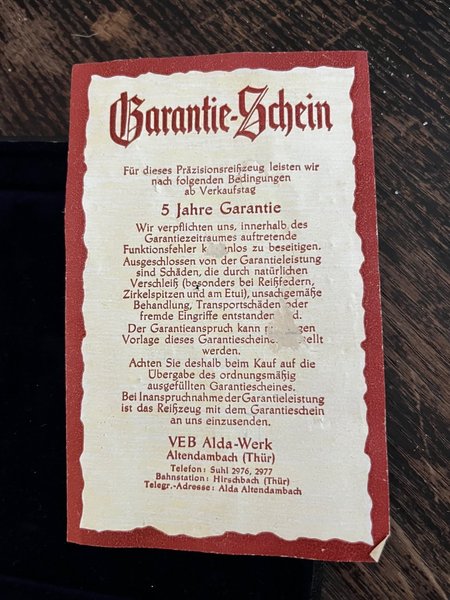 Garantie-Schein
Für dieses Präzisionsreißzeug leisten wir
nach folgenden Bedingungen
ab Verkaufstag
5 Jahre Garantie
Wir verpflichten uns, innerhalb des
Garantiezeitraumes auftretende
Funktionsfehler zu beseitigen.
Ausgeschlossen von der Garantieleistung
sind Schäden, die durch natürlichen
Verschleiß (besonders bei Reißfedern,
Zirkelspitzen und am Etui), unsachgemäße
Behandlung, Transportschäden oder
fremde Eingriffe entstanden
Der Garantieanspruch kann
Vorlage dieses Garantiescheines
werden.
Achten Sie deshalb beim Kauf auf die
Übergabe des ordnungsmäßig
ausgefüllten Garantiescheines.
Bei Inanspruchnahme der Garantieleistung
ist das Reißzeug mit dem Garantieschein
an uns einzusenden.
VEB Alda-Werk
Altendambach (Thür)
Telefon: Suhl 2976, 2977
Bahnstation: Hirschbach (Thür)
Telegr.-Adresse: Alda Altendambach